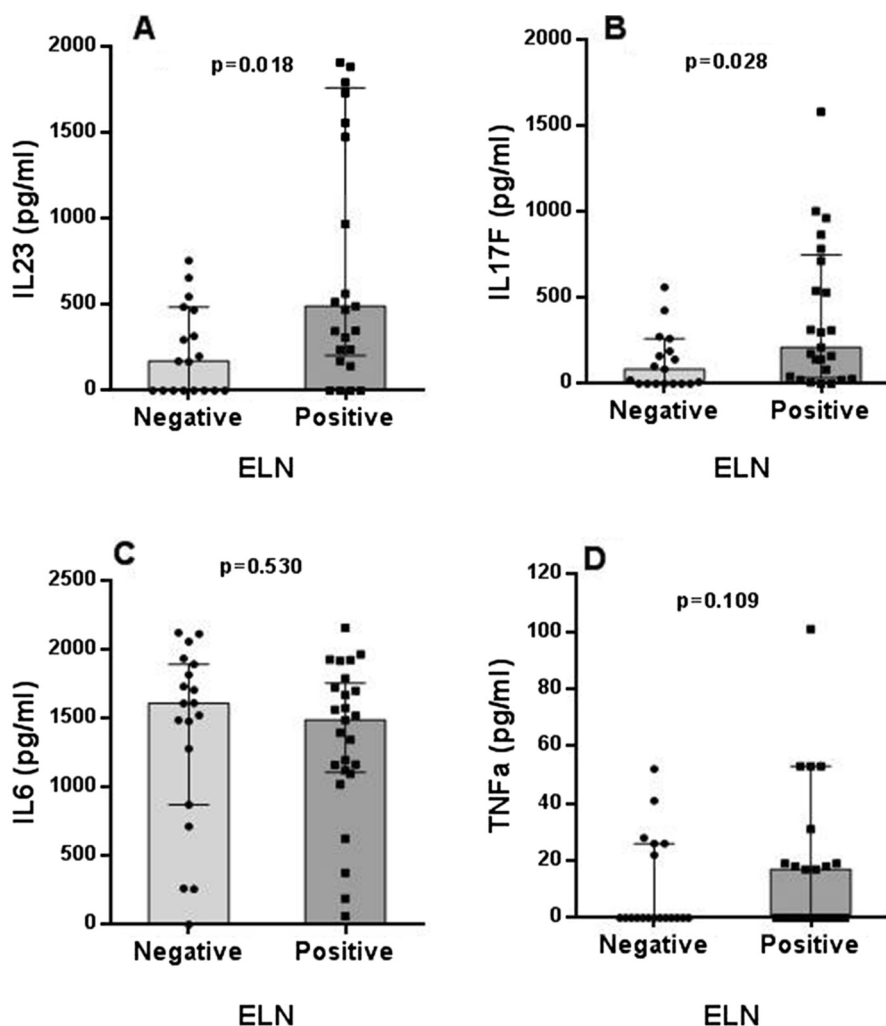 A
p=0.018
IL23 (pg/ml)
2000
1500
1000
500
0
Negative Positive
ELN
B
p=0.028
IL17F (pg/ml)
2000
1500
1000
500
0
Negative Positive
ELN
C
p=0.530
IL6 (pg/ml)
2500
2000
1500
1000
500
0
Negative Positive
ELN
D
p=0.109
TNFa (pg/ml)
120
100
80
60
40
20
0
Negative Positive
ELN